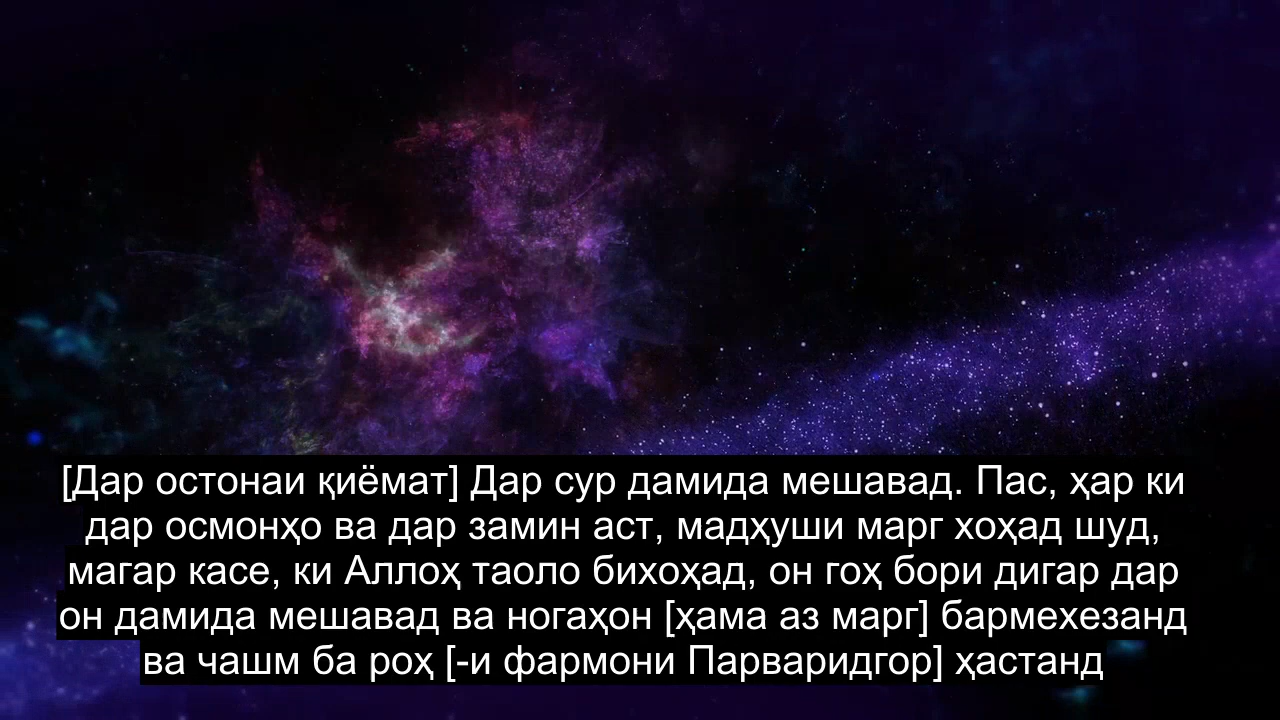 [Дар остонаи қиёмат] Дар сур дамида мешавад. Пас, ҳар ки
дар осмонҳо ва дар замин аст, мадҳуши марг хоҳад шуд,
магар касе, ки Аллоҳ таоло бихоҳад, он гоҳ бори дигар дар
он дамида мешавад ва ногаҳон [ҳама аз марг] бармехезанд
ва чашм ба роҳ [-и фармони Парваридгор] ҳастанд